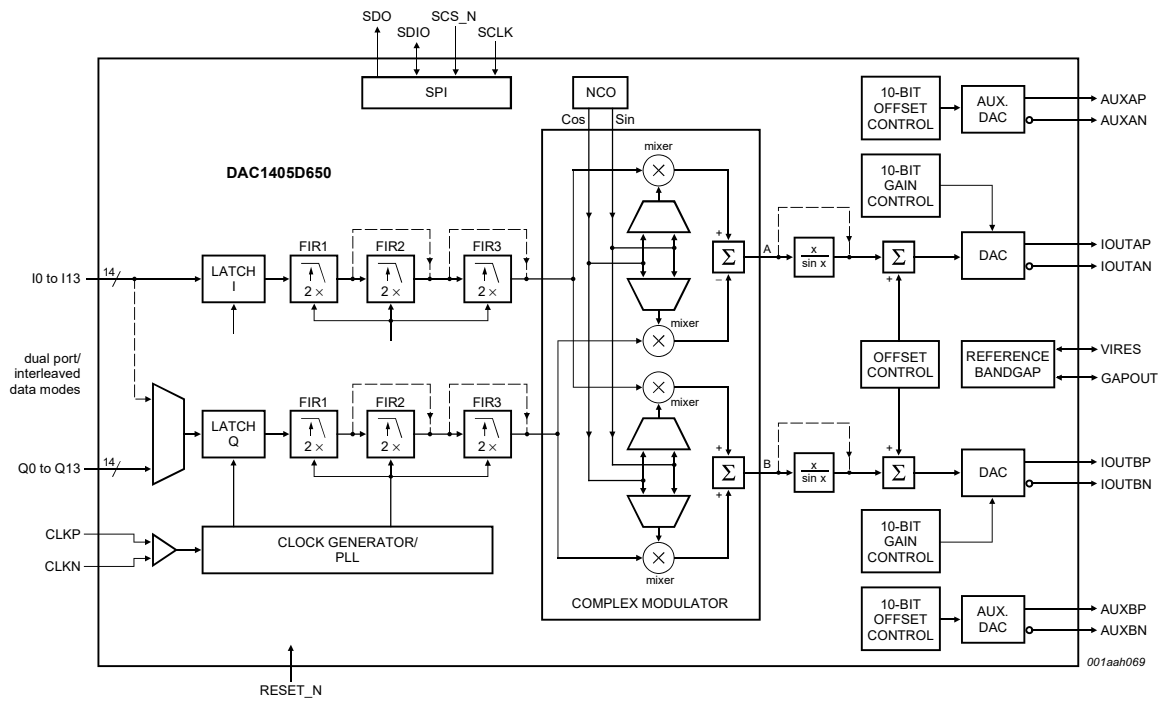 SDO
SDIO
SCS_N
SCLK
SPI
NCO
Cos
Sin
10-BIT
OFFSET
CONTROL
AUX.
DAC
AUXAP
AUXAN
DAC1405D650
mixer
×
10-BIT
GAIN
CONTROL
I0 to I13
14
LATCH
I
FIR1
2 ×
FIR2
2 ×
FIR3
2 ×
+
Σ
–
A
x
sin x
Σ
+
DAC
IOUTAP
IOUTAN
×
mixer
dual port/
interleaved
data modes
OFFSET
CONTROL
REFERENCE
BANDGAP
VIRES
GAPOUT
×
mixer
Q0 to Q13
14
LATCH
Q
FIR1
2 ×
FIR2
2 ×
FIR3
2 ×
+
Σ
+
B
x
sin x
+
Σ
DAC
IOUTBP
IOUTBN
CLKP
CLKN
CLOCK GENERATOR/
PLL
×
mixer
COMPLEX MODULATOR
10-BIT
GAIN
CONTROL
10-BIT
OFFSET
CONTROL
AUX.
DAC
AUXBP
AUXBN
RESET_N
001aah069